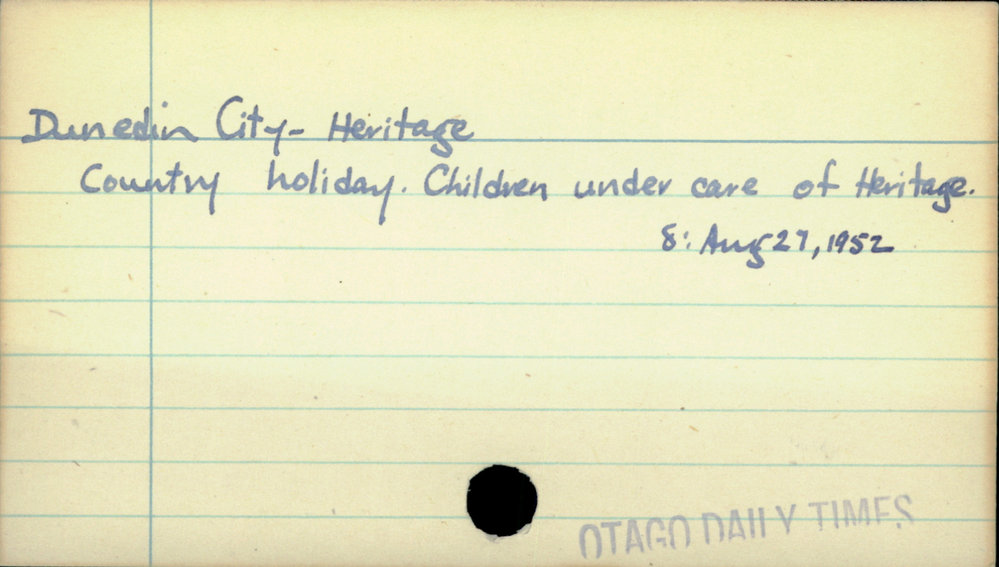 Dunedin City - Heritage
Country holiday. Children under care of Heritage.
8: Aug 27, 1952
OTAGO DAILY TIMES